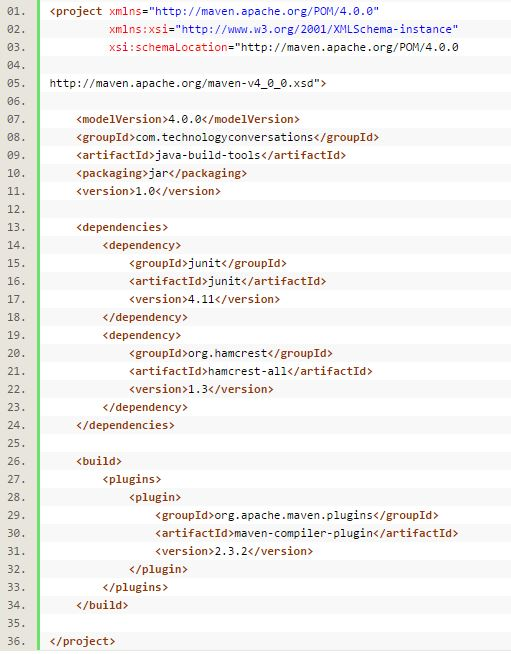 01. <project xmlns="http://maven.apache.org/POM/4.0.0"
02. xmlns:xsi="http://www.w3.org/2001/XMLSchema-instance"
03. xsi:schemaLocation="http://maven.apache.org/POM/4.0.0
04.
05. http://maven.apache.org/maven-v4_0_0.xsd">
06.
07. <modelVersion>4.0.0</modelVersion>
08. <groupId>com.technologyconversations</groupId>
09. <artifactId>java-build-tools</artifactId>
10. <packaging>jar</packaging>
11. <version>1.0</version>
12.
13. <dependencies>
14. <dependency>
15. <groupId>junit</groupId>
16. <artifactId>junit</artifactId>
17. <version>4.11</version>
18. </dependency>
19. <dependency>
20. <groupId>org.hamcrest</groupId>
21. <artifactId>hamcrest-all</artifactId>
22. <version>1.3</version>
23. </dependency>
24. </dependencies>
25.
26. <build>
27. <plugins>
28. <plugin>
29. <groupId>org.apache.maven.plugins</groupId>
30. <artifactId>maven-compiler-plugin</artifactId>
31. <version>2.3.2</version>
32. </plugin>
33. </plugins>
34. </build>
35.
36. </project>